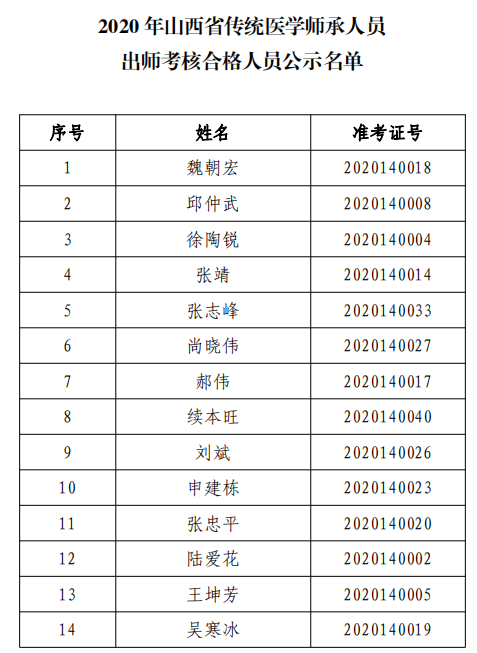 2020 年山西省传统医学师承人员
出师考核合格人员公示名单
序号 姓名 准考证号
1 魏朝宏 2020140018
2 邱仲武 2020140008
3 徐陶锐 2020140004
4 张靖 2020140014
5 张志峰 2020140033
6 尚晓伟 2020140027
7 郝伟 2020140017
8 续本旺 2020140040
9 刘斌 2020140026
10 申建栋 2020140023
11 张忠平 2020140020
12 陆爱花 2020140002
13 王坤芳 2020140005
14 吴寒冰 2020140019